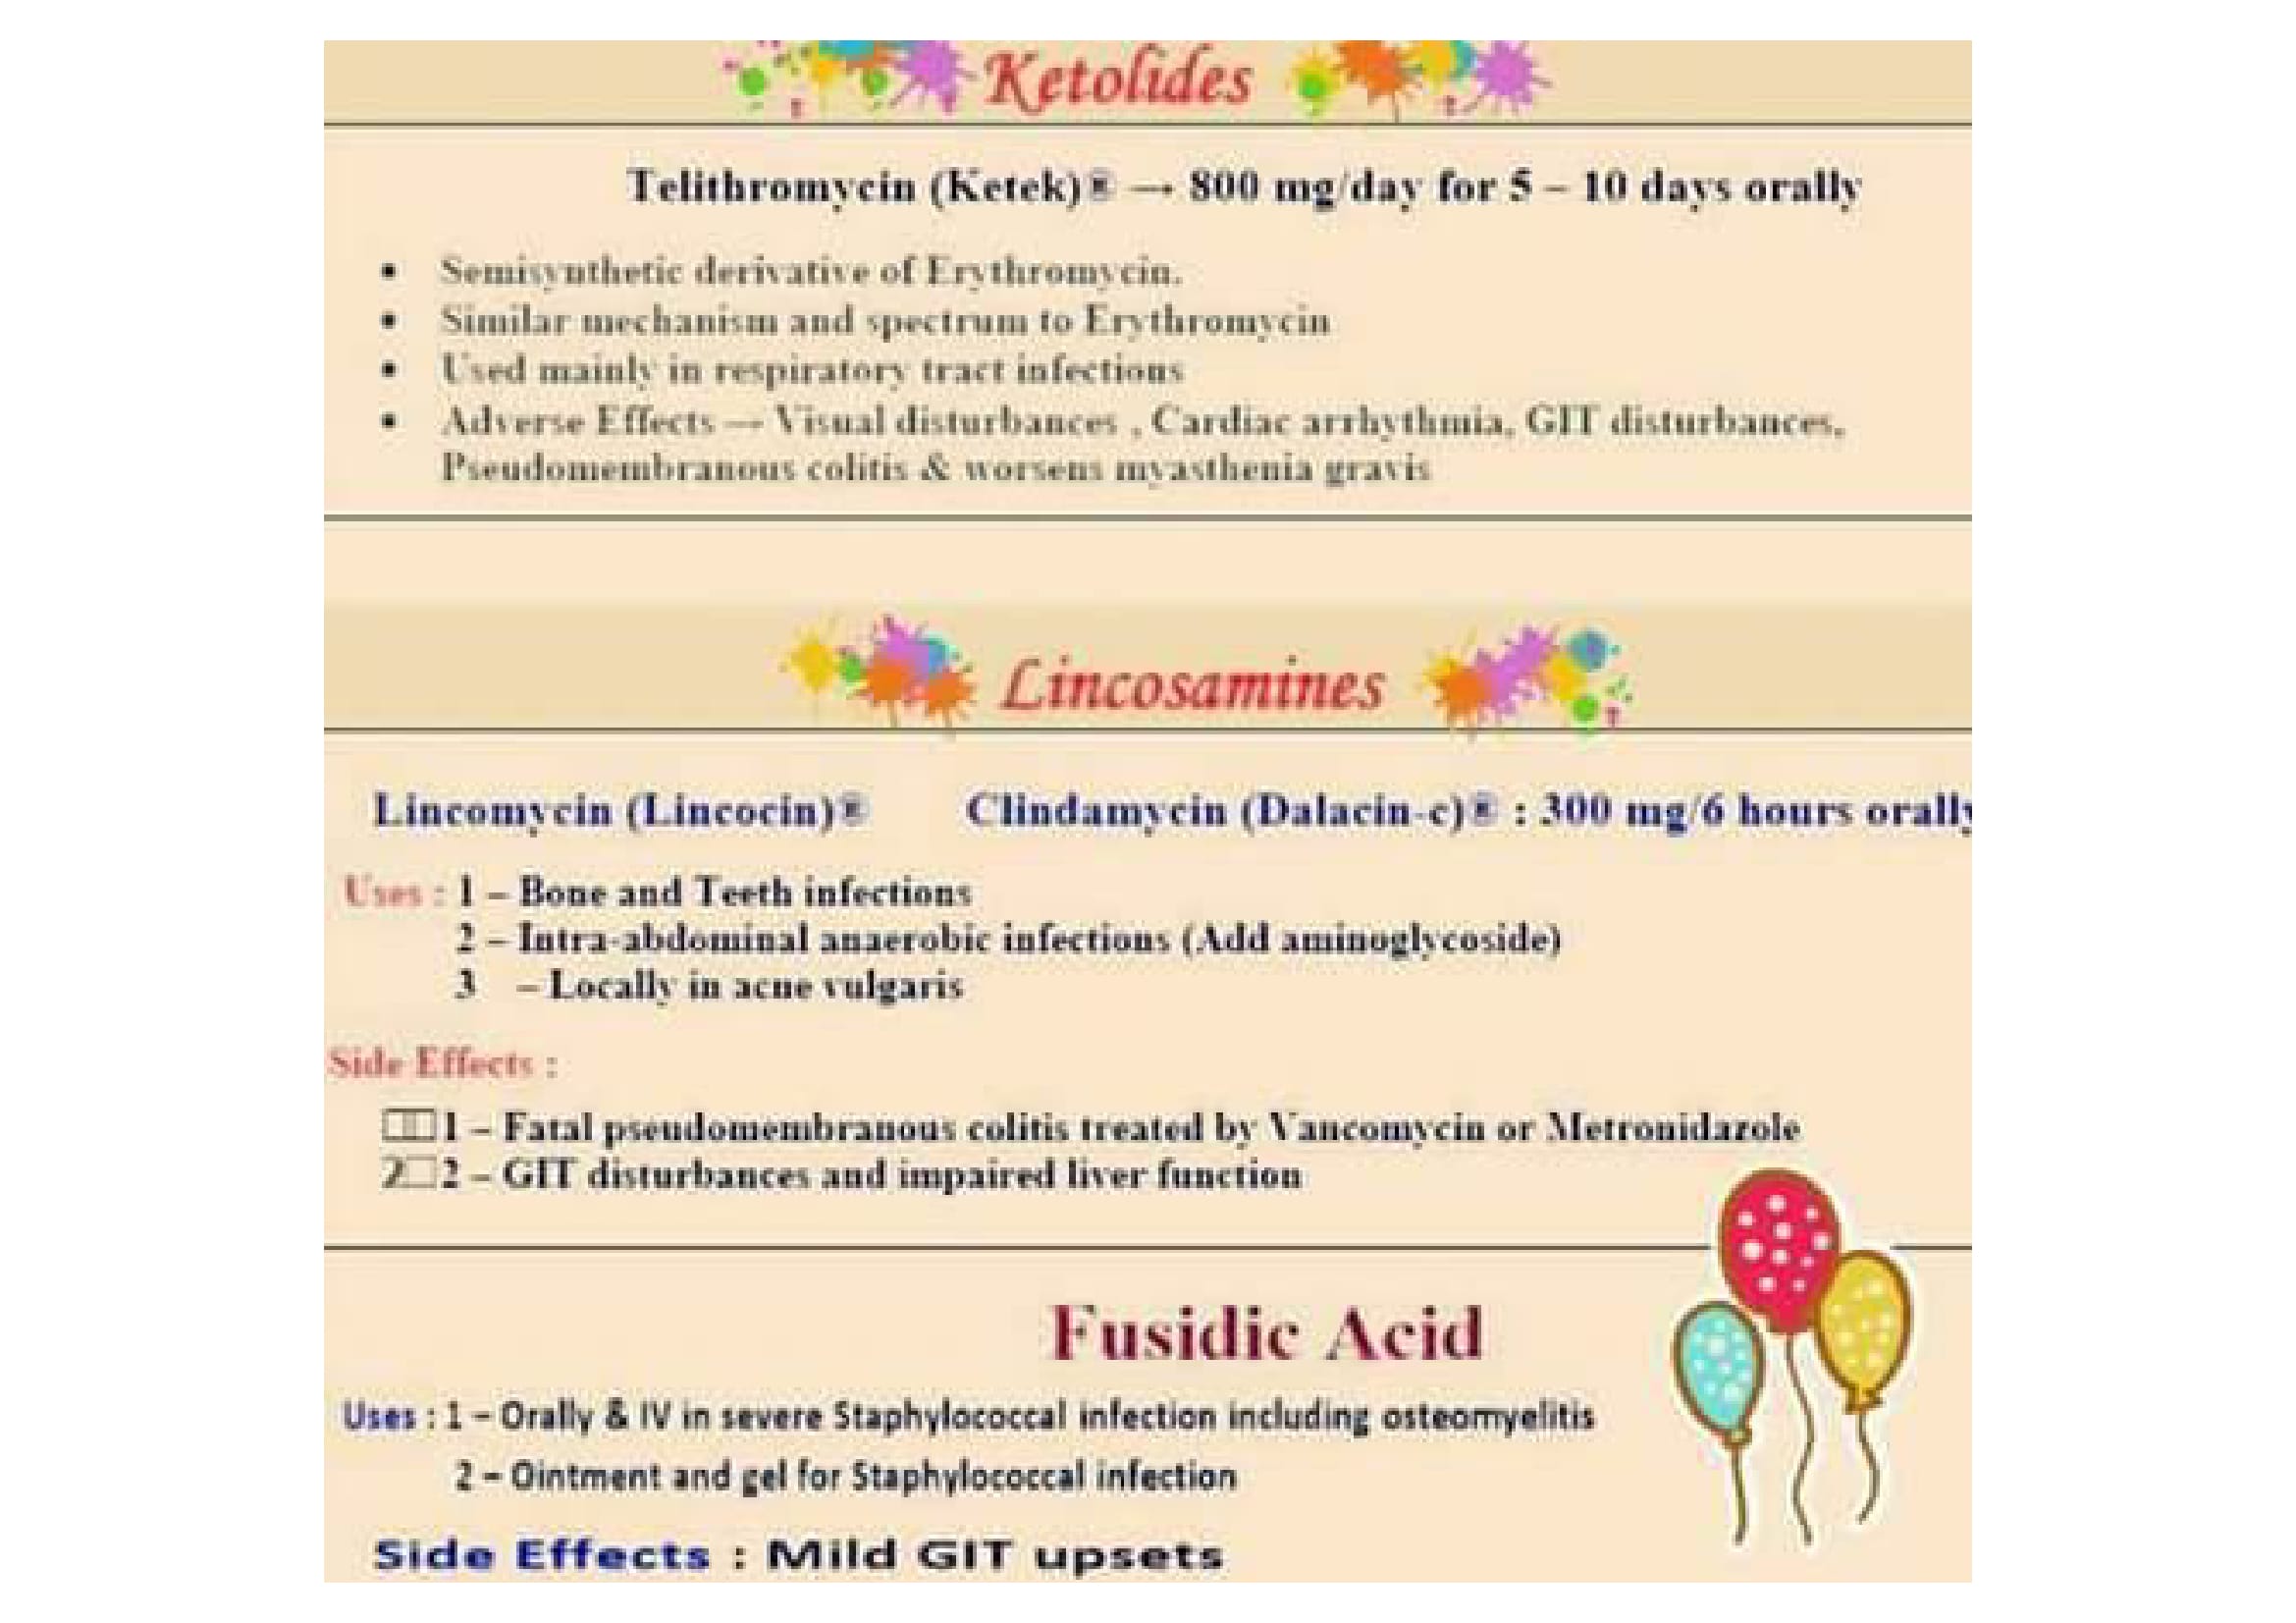 Ketolides
Telithromycin (Ketek)® → 800 mg/day for 5 – 10 days orally
• Semisynthetic derivative of Erythromycin.
• Similar mechanism and spectrum to Erythromycin
• Used mainly in respiratory tract infections
• Adverse Effects → Visual disturbances , Cardiac arrhythmia, GIT disturbances,
Pseudomembranous colitis & worsens myasthenia gravis
Lincosamines
Lincomycin (Lincocin)® Clindamycin (Dalacin-c)® : 300 mg/6 hours orally
Uses : 1 – Bone and Teeth infections
2 – Intra-abdominal anaerobic infections (Add aminoglycoside)
3 – Locally in acne vulgaris
Side Effects :
1 – Fatal pseudomembranous colitis treated by Vancomycin or Metronidazole
2 2 – GIT disturbances and impaired liver function
Fusidic Acid
Uses : 1 – Orally & IV in severe Staphylococcal infection including osteomyelitis
2 – Ointment and gel for Staphylococcal infection
Side Effects : Mild GIT upsets